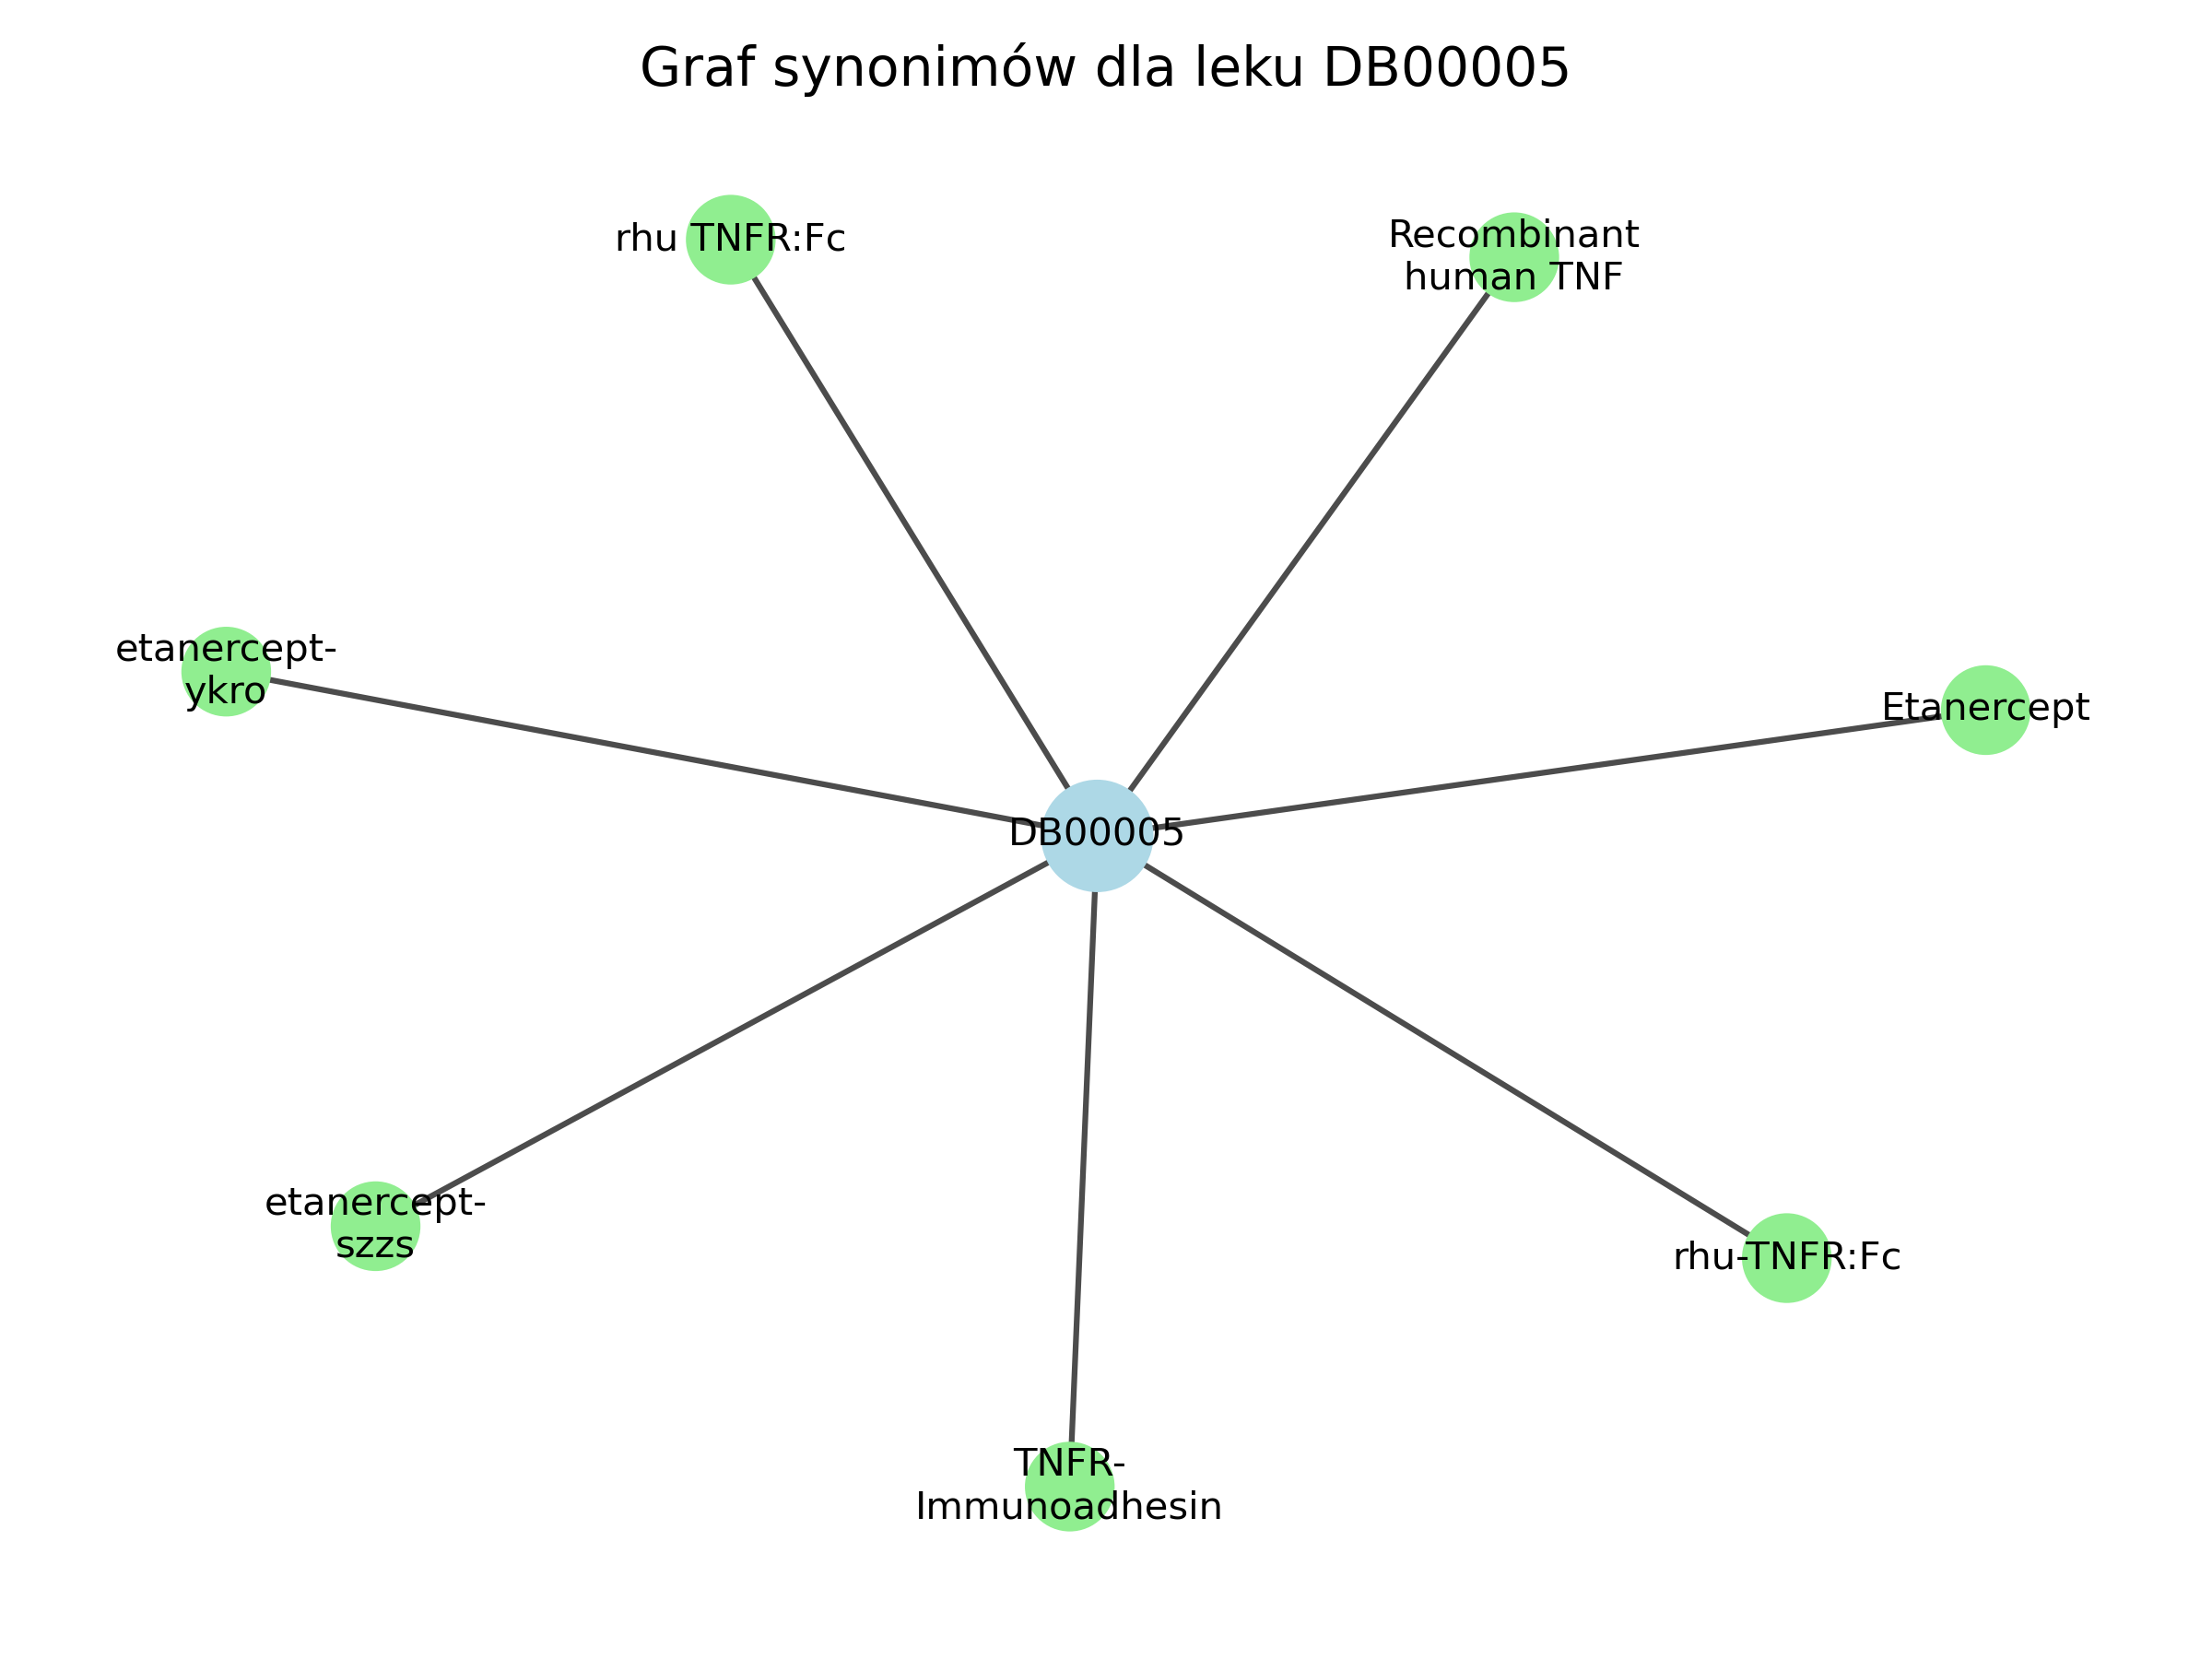 Graf synonimów dla leku DB00005
rhu TNFR:Fc
Recombinant
human TNF
etanercept-
ykro
Etanercept
DB00005
etanercept-
szzs
rhu-TNFR:Fc
TNFR-
Immunoadhesin